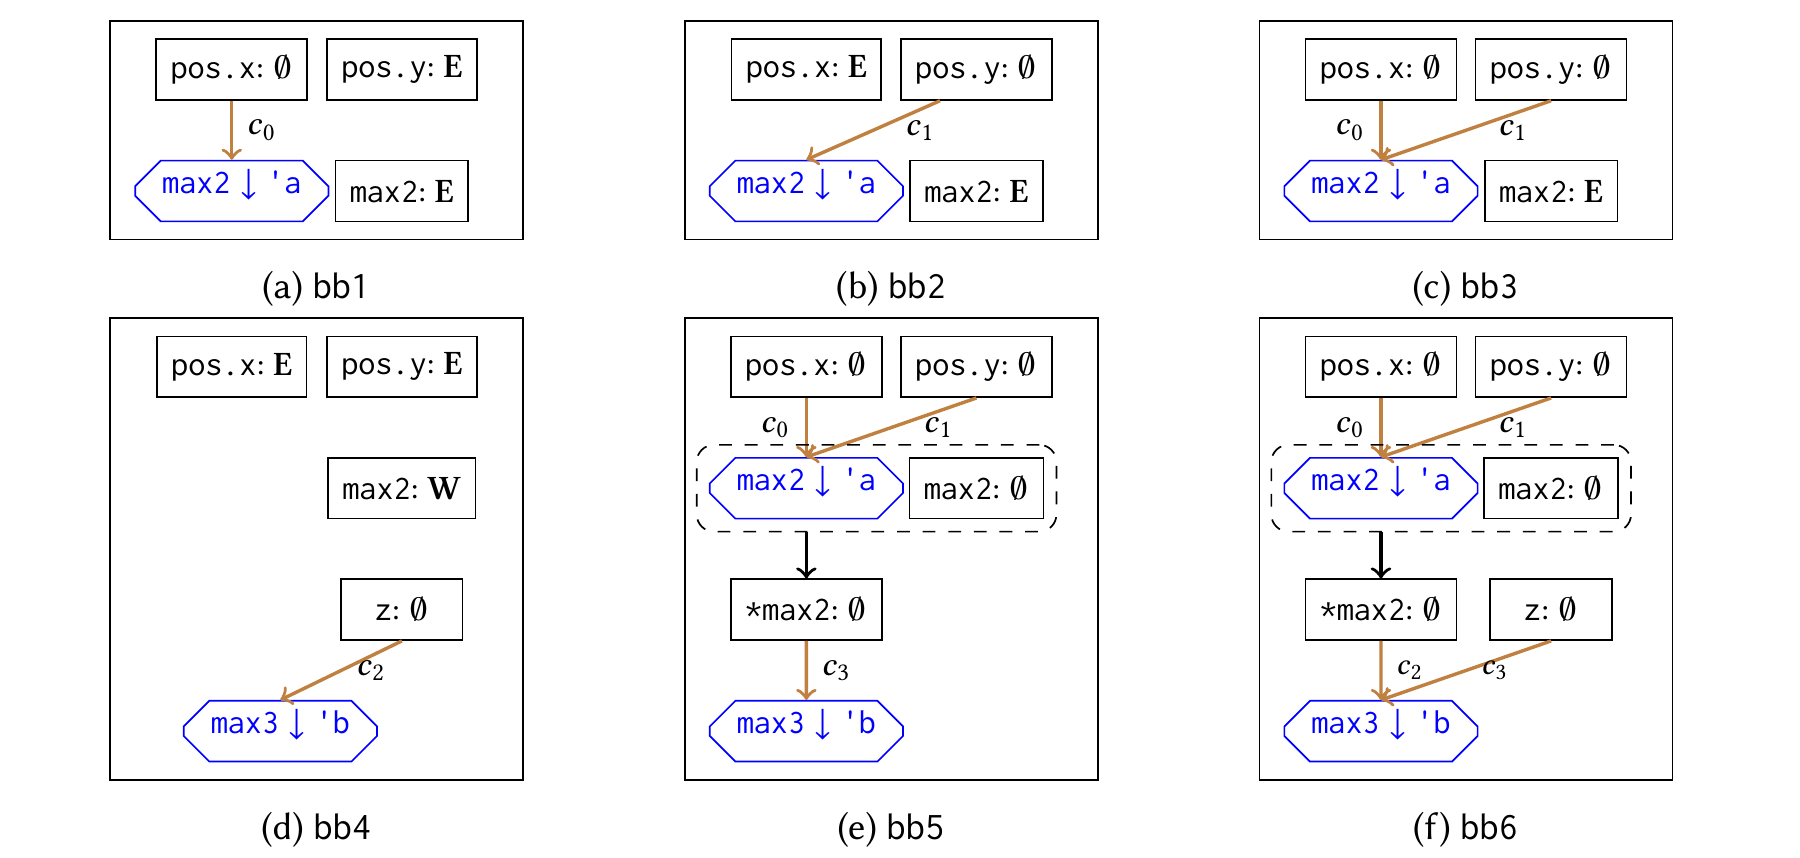 pos.x: ∅ pos.y: E
c₀
max2 ↓ 'a max2: E
(a) bb1
pos.x: E pos.y: ∅
c₁
max2 ↓ 'a max2: E
(b) bb2
pos.x: ∅ pos.y: ∅
c₀ c₁
max2 ↓ 'a max2: E
(c) bb3
pos.x: E pos.y: E
max2: W
z: ∅
c₂
max3 ↓ 'b
(d) bb4
pos.x: ∅ pos.y: ∅
c₀ c₁
max2 ↓ 'a max2: ∅
*max2: ∅
c₃
max3 ↓ 'b
(e) bb5
pos.x: ∅ pos.y: ∅
c₀ c₁
max2 ↓ 'a max2: ∅
*max2: ∅ z: ∅
c₂ c₃
max3 ↓ 'b
(f) bb6